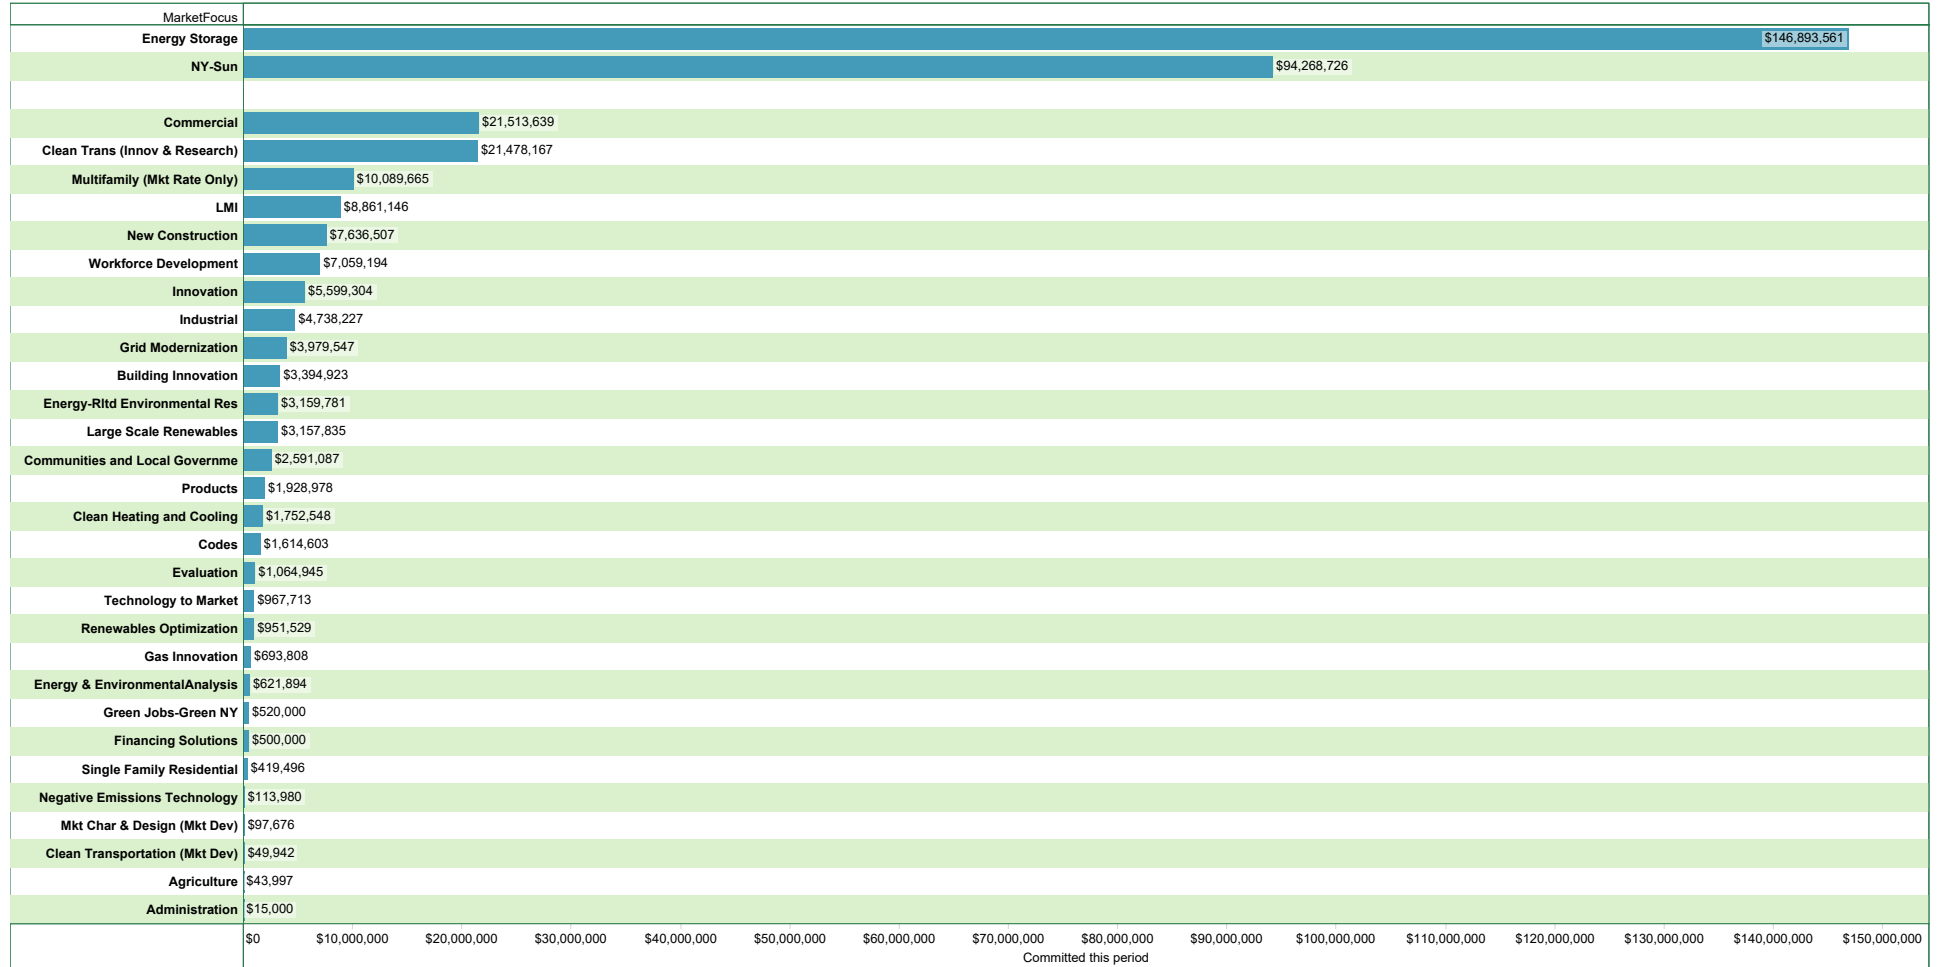 MarketFocus
Energy Storage $146,893,561
NY-Sun $94,268,726
Commercial $21,513,639
Clean Trans (Innov & Research) $21,478,167
Multifamily (Mkt Rate Only) $10,089,665
LMI $8,861,146
New Construction $7,636,507
Workforce Development $7,059,194
Innovation $5,599,304
Industrial $4,738,227
Grid Modernization $3,979,547
Building Innovation $3,394,923
Energy-Rltd Environmental Res $3,159,781
Large Scale Renewables $3,157,835
Communities and Local Governme $2,591,087
Products $1,928,978
Clean Heating and Cooling $1,752,548
Codes $1,614,603
Evaluation $1,064,945
Technology to Market $967,713
Renewables Optimization $951,529
Gas Innovation $693,808
Energy & EnvironmentalAnalysis $621,894
Green Jobs-Green NY $520,000
Financing Solutions $500,000
Single Family Residential $419,496
Negative Emissions Technology $113,980
Mkt Char & Design (Mkt Dev) $97,676
Clean Transportation (Mkt Dev) $49,942
Agriculture $43,997
Administration $15,000
$0 $10,000,000 $20,000,000 $30,000,000 $40,000,000 $50,000,000 $60,000,000 $70,000,000 $80,000,000 $90,000,000 $100,000,000 $110,000,000 $120,000,000 $130,000,000 $140,000,000 $150,000,000
Committed this period